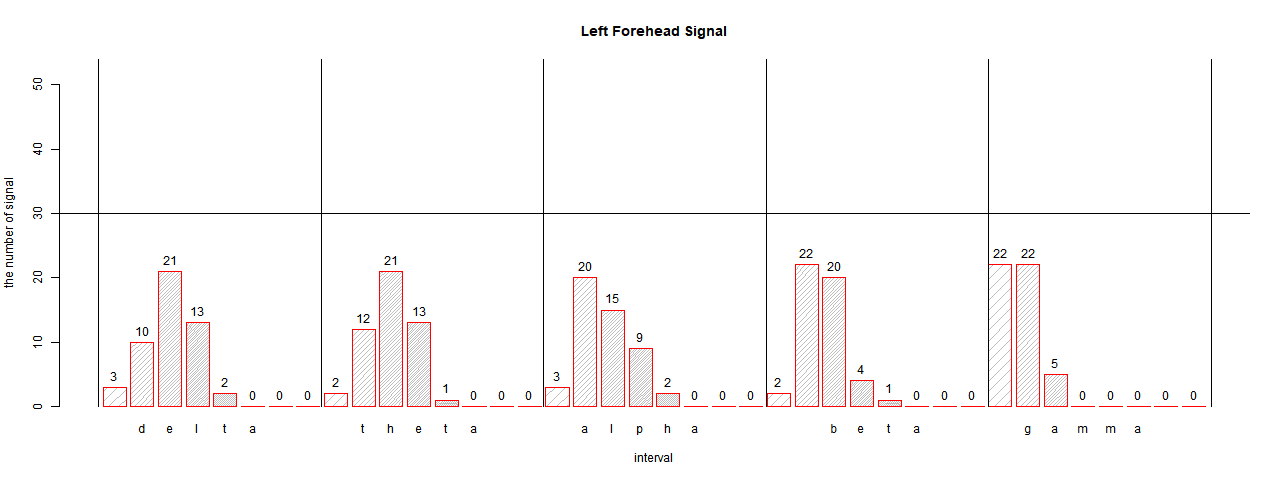 Left Forehead Signal
the number of signal
50
40
30
20
10
0
3 10 21 13 2 0 0 0
2 12 21 13 1 0 0 0
3 20 15 9 2 0 0 0
2 22 20 4 1 0 0 0
22 22 5 0 0 0 0 0
d e l t a
t h e t a
a l p h a
b e t a
g a m m a
interval